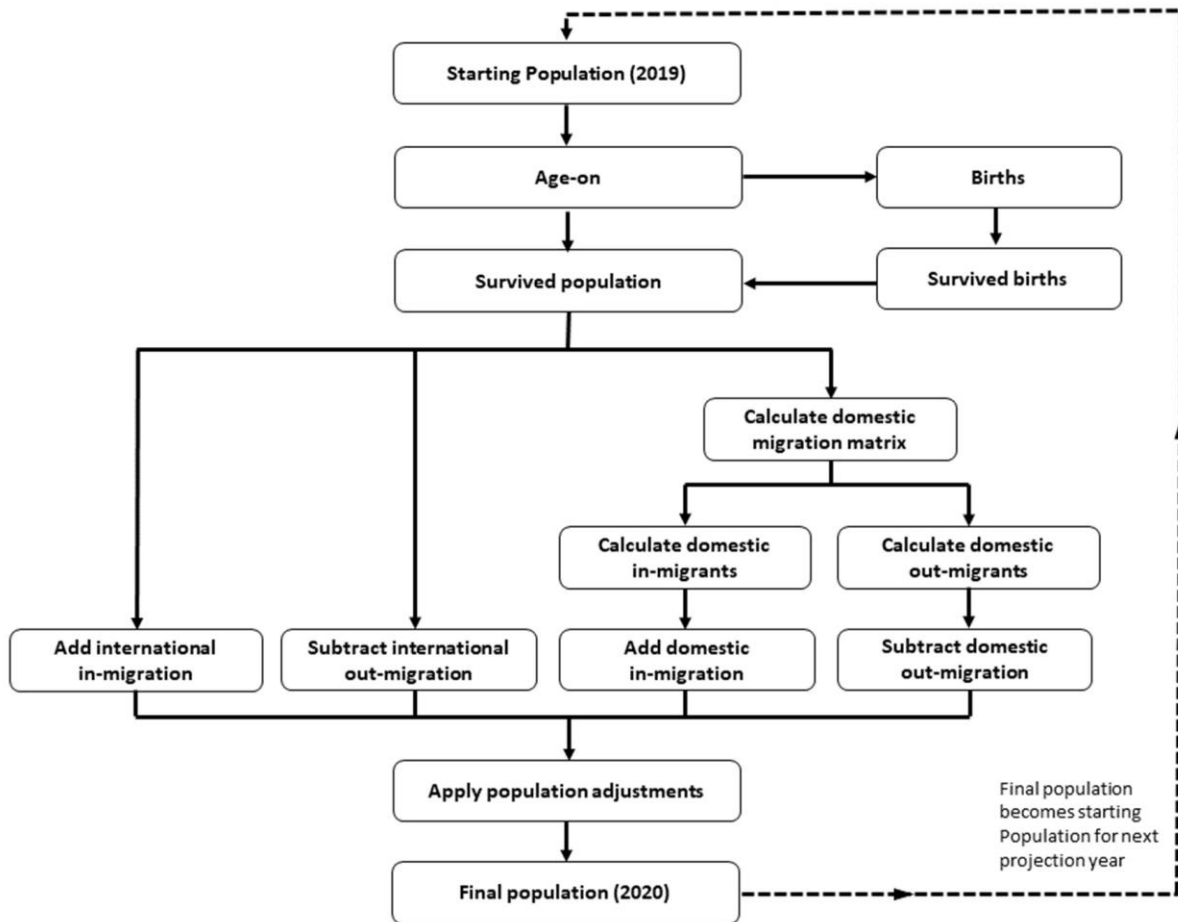 Starting Population (2019)
Age-on
Births
Survived population
Survived births
Calculate domestic
migration matrix
Calculate domestic
in-migrants
Calculate domestic
out-migrants
Add international
in-migration
Subtract international
out-migration
Add domestic
in-migration
Subtract domestic
out-migration
Apply population adjustments
Final population
becomes starting
Population for next
projection year
Final population (2020)